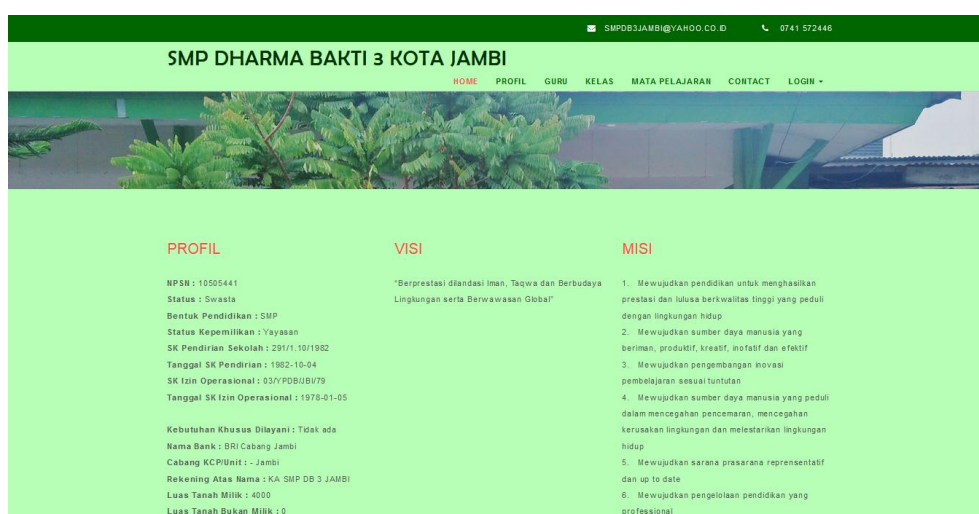 SMPDB3JAMBI@YAHOO.CO.ID 0741 572446
SMP DHARMA BAKTI 3 KOTA JAMBI
HOME PROFIL GURU KELAS MATA PELAJARAN CONTACT LOGIN
PROFIL
NPSN : 10505441
Status : Swasta
Bentuk Pendidikan : SMP
Status Kepemilikan : Yayasan
SK Pendirian Sekolah : 291/1.10/1982
Tanggal SK Pendirian : 1982-10-04
SK Izin Operasional : 03/YPDB/JBI/79
Tanggal SK Izin Operasional : 1978-01-05
Kebutuhan Khusus Dilayani : Tidak ada
Nama Bank : BRI Cabang Jambi
Cabang KCP/Unit : - Jambi
Rekening Atas Nama : KA SMP DB 3 JAMBI
Luas Tanah Milik : 4000
Luas Tanah Bukan Milik : 0
VISI
"Berprestasi dilandasi Iman, Taqwa dan Berbudaya
Lingkungan serta Berwawasan Global"
MISI
1. Mewujudkan pendidikan untuk menghasilkan
prestasi dan lulusa berkwalitas tinggi yang peduli
dengan lingkungan hidup
2. Mewujudkan sumber daya manusia yang
beriman, produktif, kreatif, inofatif dan efektif
3. Mewujudkan pengembangan inovasi
pembelajaran sesuai tuntutan
4. Mewujudkan sumber daya manusia yang peduli
dalam mencegahan pencemaran, mencegahan
kerusakan lingkungan dan melestarikan lingkungan
hidup
5. Mewujudkan sarana prasarana reprensentatif
dan up to date
6. Mewujudkan pengelolaan pendidikan yang
professional